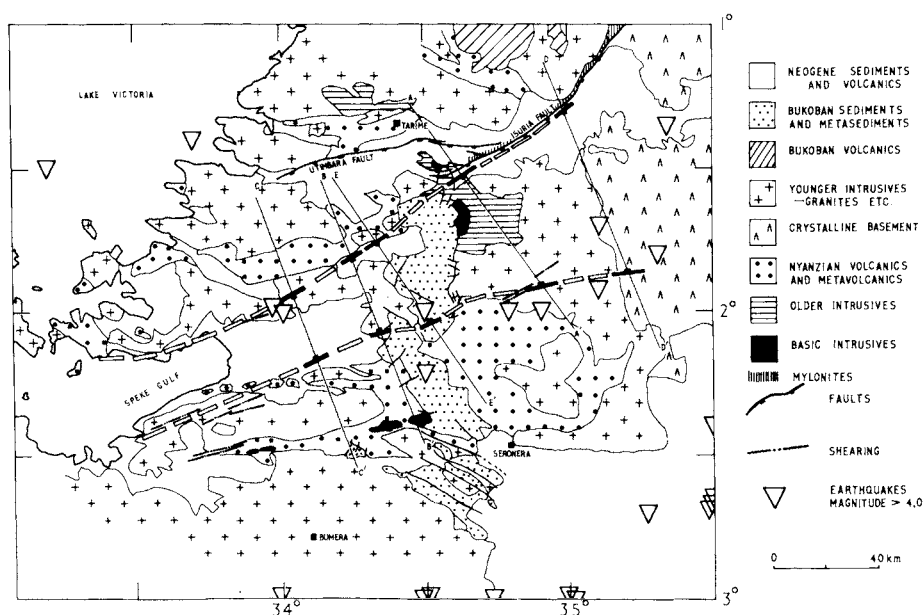 LAKE VICTORIA
TARIME
ISURIA FAULT
UTIMBARA FAULT
SPEKE GULF
SERONERA
BUMERA
1°
2°
3°
34°
35°
B E
D
E'
D'
C'
NEOGENE SEDIMENTS
AND VOLCANICS
BUKOBAN SEDIMENTS
AND METASEDIMENTS
BUKOBAN VOLCANICS
YOUNGER INTRUSIVES
—GRANITES ETC.
CRYSTALLINE BASEMENT
NYANZIAN VOLCANICS
AND METAVOLCANICS
OLDER INTRUSIVES
BASIC INTRUSIVES
MYLONITES
FAULTS
SHEARING
EARTHQUAKES
MAGNITUDE > 4.0
0 40 km